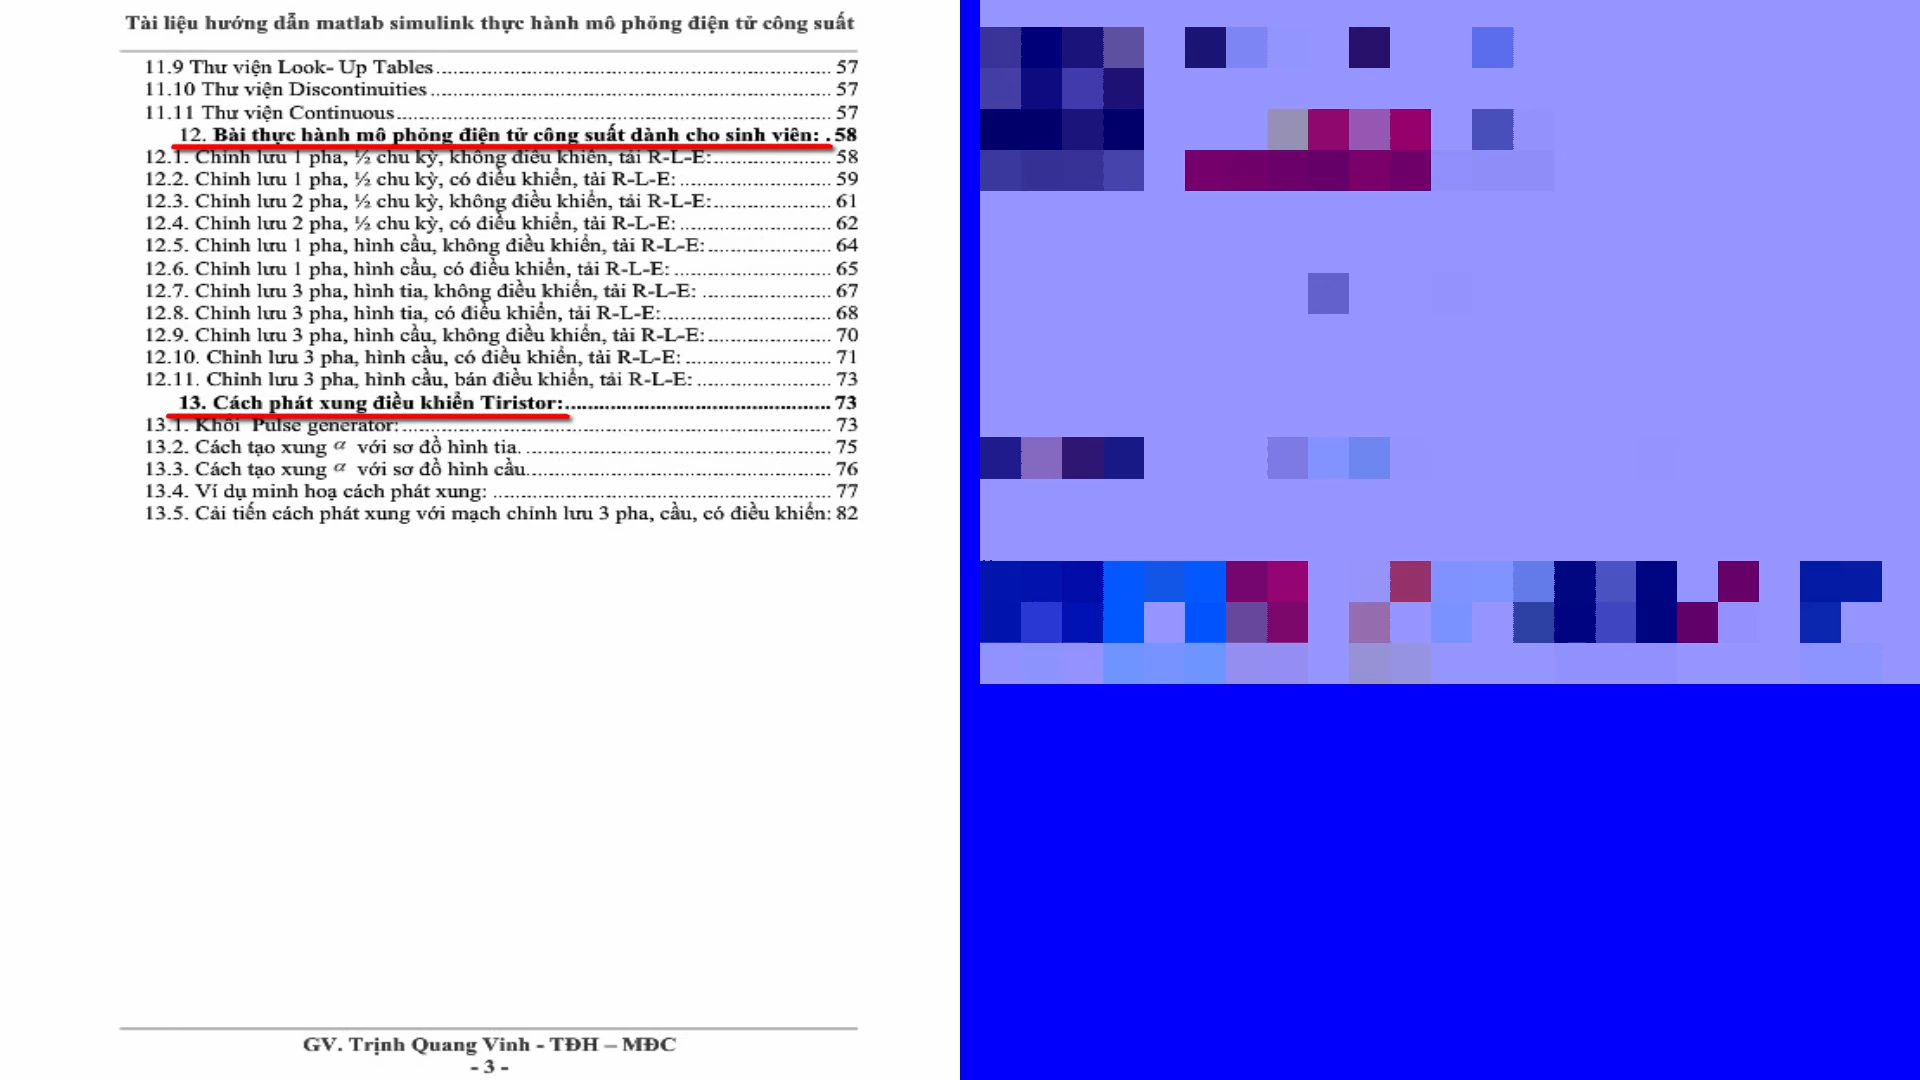 Tài liệu hướng dẫn matlab simulink thực hành mô phỏng điện tử công suất
11.9 Thư viện Look- Up Tables 57
11.10 Thư viện Discontinuities 57
11.11 Thư viện Continuous 57
12. Bài thực hành mô phỏng điện tử công suất dành cho sinh viên: . 58
12.1. Chỉnh lưu 1 pha, ½ chu kỳ, không điều khiển, tải R-L-E: 58
12.2. Chỉnh lưu 1 pha, ½ chu kỳ, có điều khiển, tải R-L-E: 59
12.3. Chỉnh lưu 2 pha, ½ chu kỳ, không điều khiển, tải R-L-E: 61
12.4. Chỉnh lưu 2 pha, ½ chu kỳ, có điều khiển, tải R-L-E: 62
12.5. Chỉnh lưu 1 pha, hình cầu, không điều khiển, tải R-L-E: 64
12.6. Chỉnh lưu 1 pha, hình cầu, có điều khiển, tải R-L-E: 65
12.7. Chỉnh lưu 3 pha, hình tia, không điều khiển, tải R-L-E: 67
12.8. Chỉnh lưu 3 pha, hình tia, có điều khiển, tải R-L-E: 68
12.9. Chỉnh lưu 3 pha, hình cầu, không điều khiển, tải R-L-E: 70
12.10. Chỉnh lưu 3 pha, hình cầu, có điều khiển, tải R-L-E: 71
12.11. Chỉnh lưu 3 pha, hình cầu, bán điều khiển, tải R-L-E: 73
13. Cách phát xung điều khiển Tiristor: 73
13.1. Khối Pulse generator: 73
13.2. Cách tạo xung α với sơ đồ hình tia. 75
13.3. Cách tạo xung α với sơ đồ hình cầu 76
13.4. Ví dụ minh hoạ cách phát xung: 77
13.5. Cải tiến cách phát xung với mạch chỉnh lưu 3 pha, cầu, có điều khiển: 82
GV. Trịnh Quang Vinh - TĐH – MĐC
- 3 -